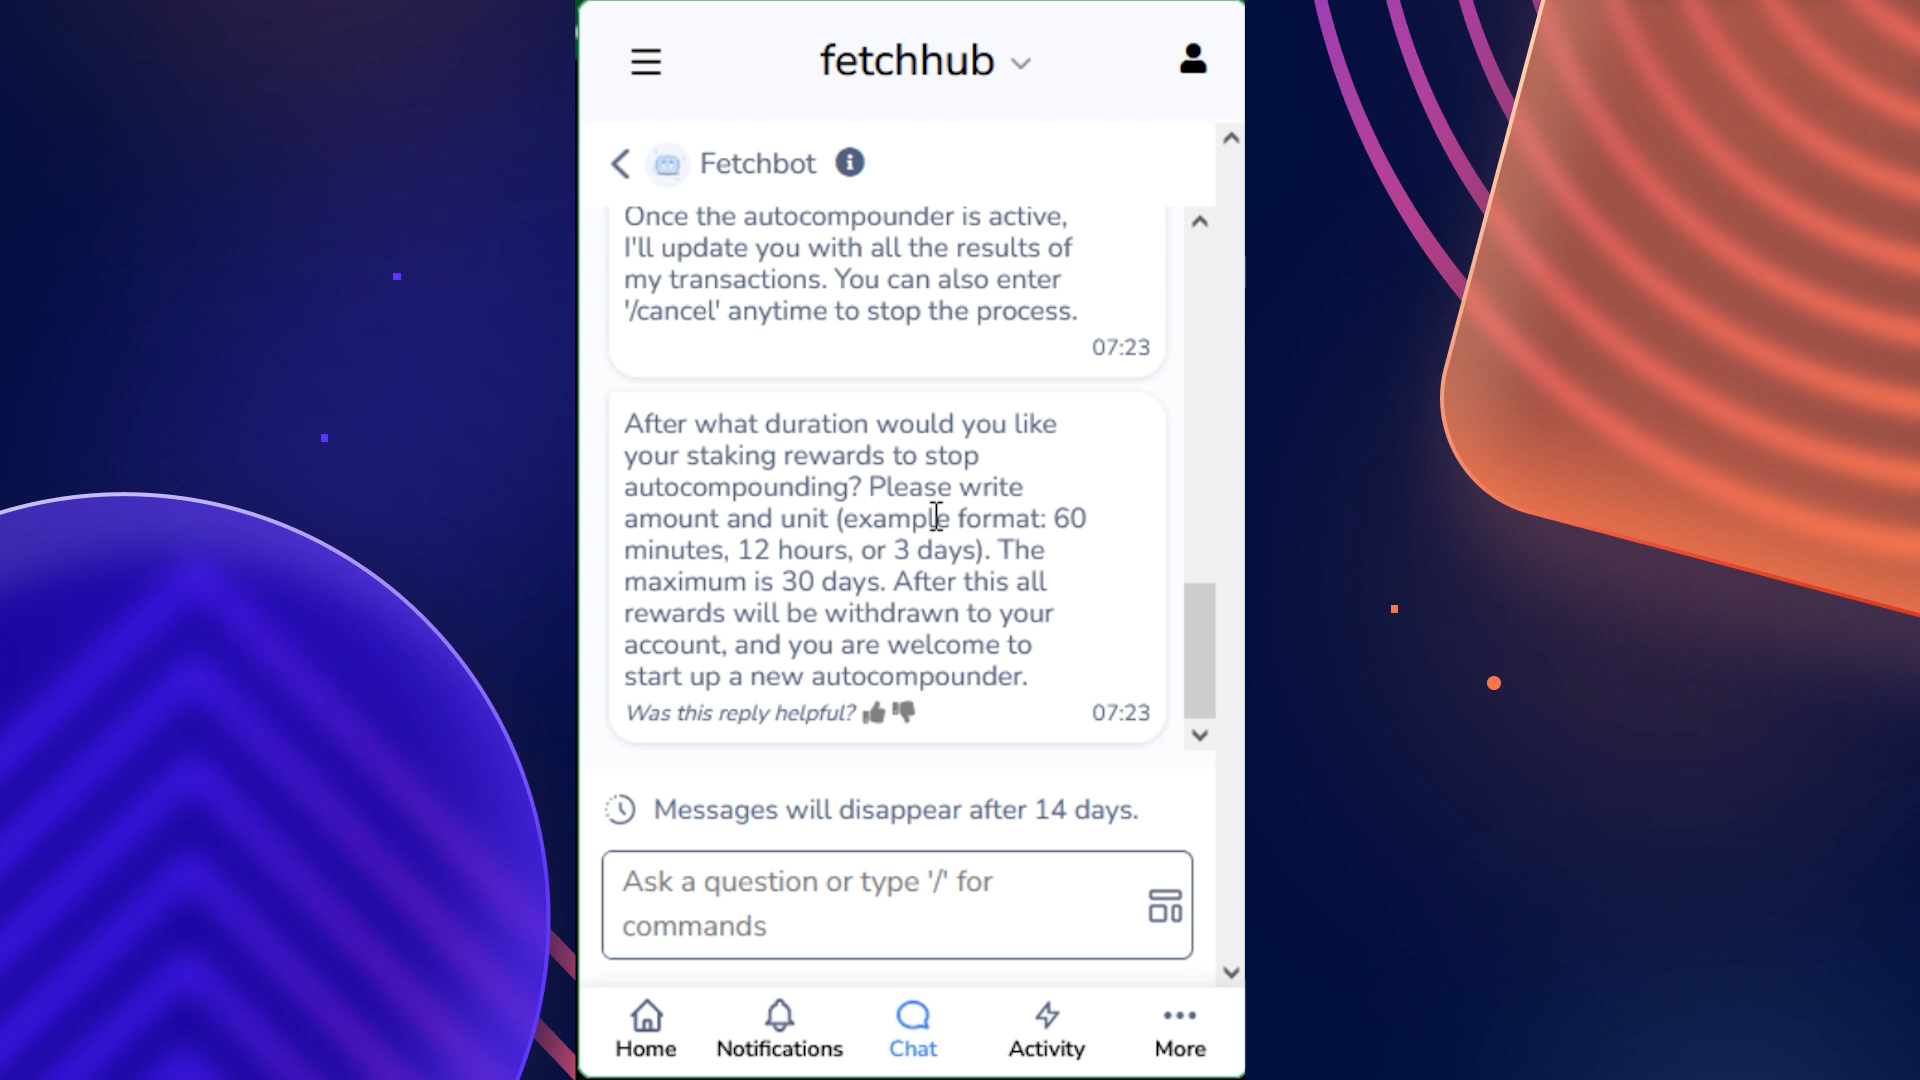 fetchhub
Fetchbot
Once the autocompounder is active,
I'll update you with all the results of
my transactions. You can also enter
'/cancel' anytime to stop the process.
07:23
After what duration would you like
your staking rewards to stop
autocompounding? Please write
amount and unit (example format: 60
minutes, 12 hours, or 3 days). The
maximum is 30 days. After this all
rewards will be withdrawn to your
account, and you are welcome to
start up a new autocompounder.
Was this reply helpful? 07:23
Messages will disappear after 14 days.
Ask a question or type '/' for
commands
Home Notifications Chat Activity More